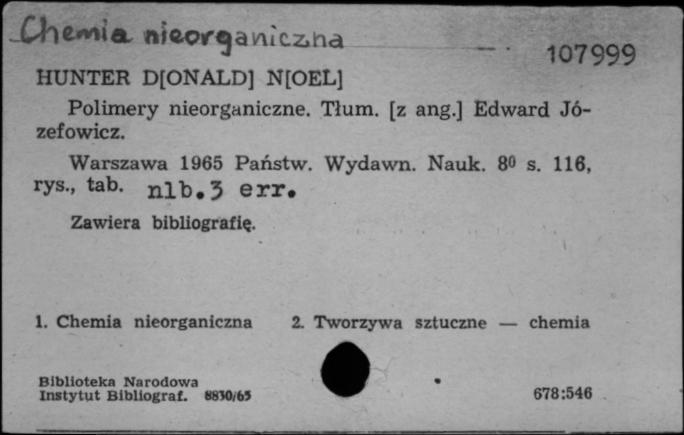 Chemia nieorganiczna
107999
HUNTER D[ONALD] N[OEL]
Polimery nieorganiczne. Tłum. [z ang.] Edward Jó-
zefowicz.
Warszawa 1965 Państw. Wydawn. Nauk. 8⁰ s. 116,
rys., tab. nlb.3 err.
Zawiera bibliografię.
1. Chemia nieorganiczna 2. Tworzywa sztuczne — chemia
Biblioteka Narodowa
Instytut Bibliograf. 8830/65 678:546